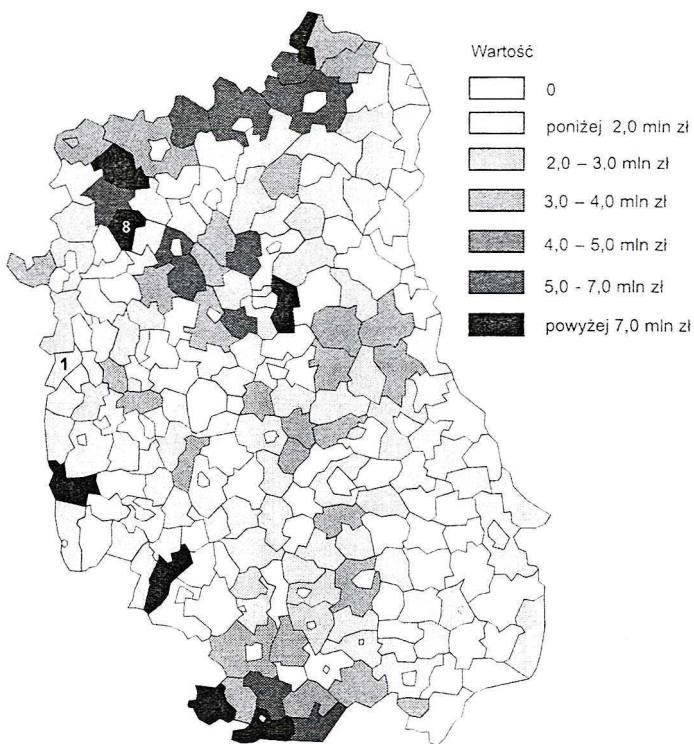 Wartość
0
poniżej 2,0 mln zł
2,0 – 3,0 mln zł
3,0 – 4,0 mln zł
4,0 – 5,0 mln zł
5,0 - 7,0 mln zł
powyżej 7,0 mln zł
8
1